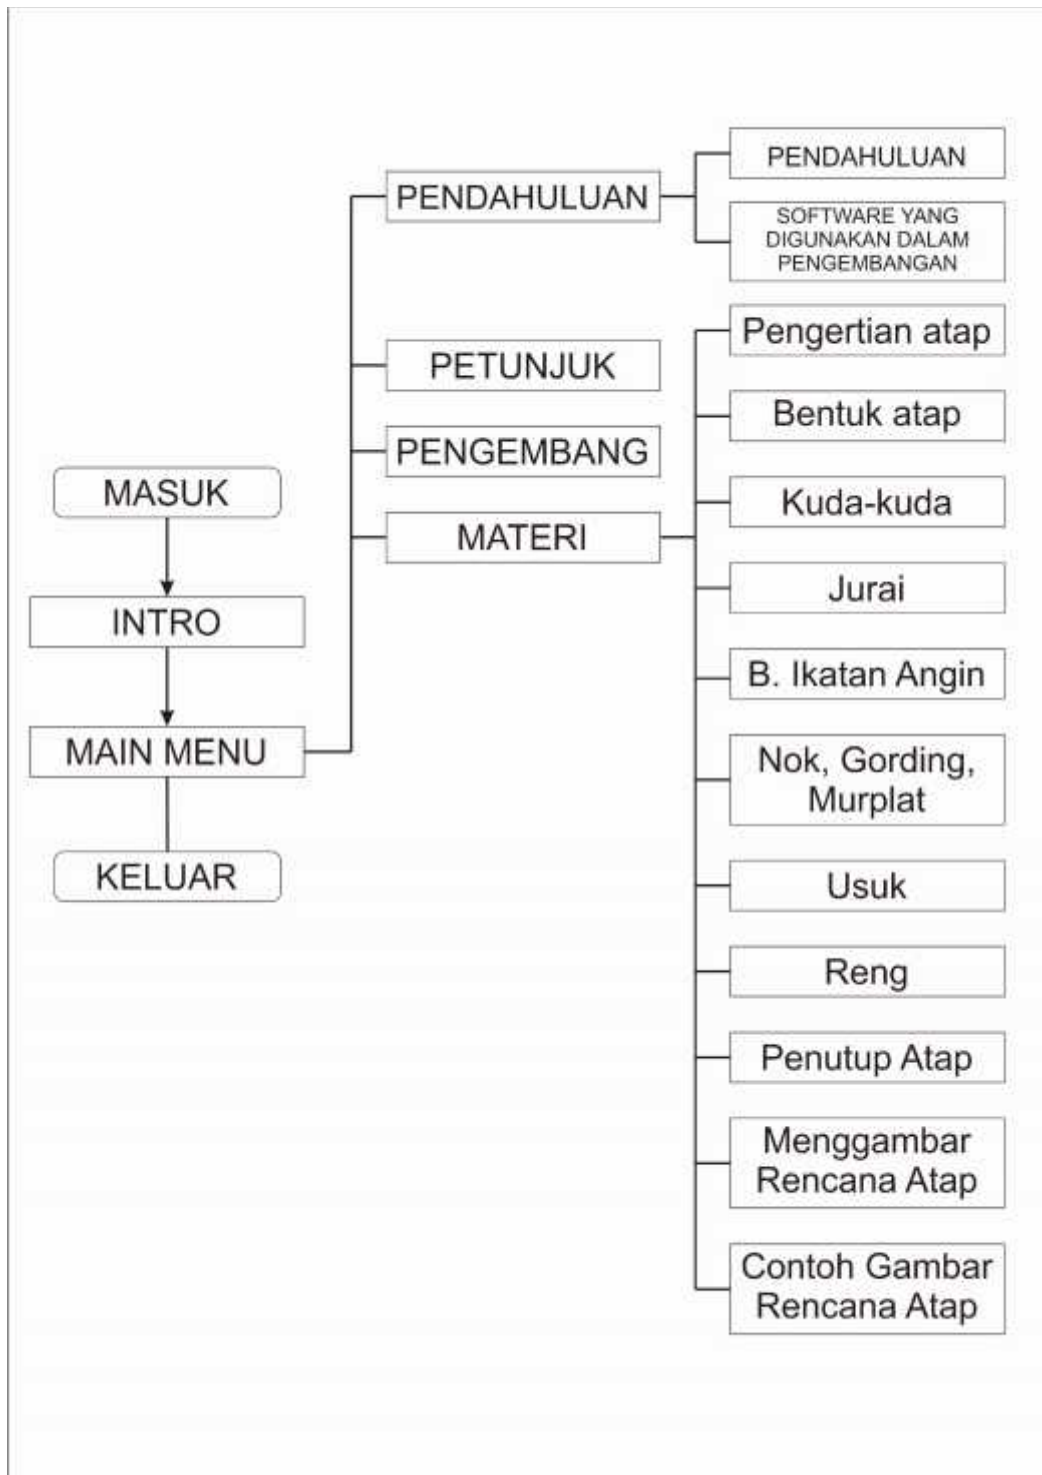 MASUK
INTRO
MAIN MENU
KELUAR
PENDAHULUAN
PETUNJUK
PENGEMBANG
MATERI
PENDAHULUAN
SOFTWARE YANG
DIGUNAKAN DALAM
PENGEMBANGAN
Pengertian atap
Bentuk atap
Kuda-kuda
Jurai
B. Ikatan Angin
Nok, Gording,
Murplat
Usuk
Reng
Penutup Atap
Menggambar
Rencana Atap
Contoh Gambar
Rencana Atap